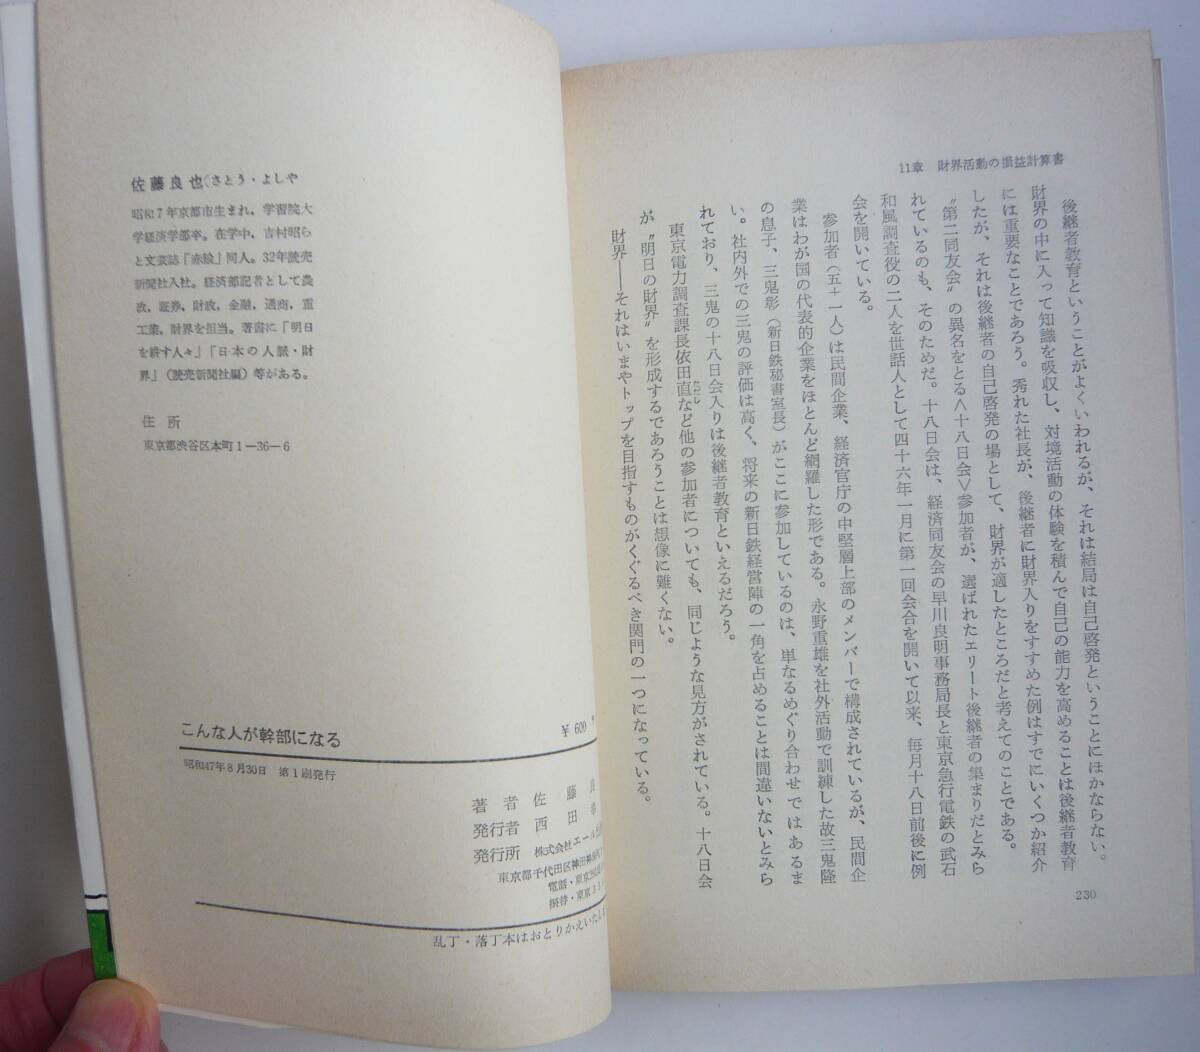 11章　財界活動の損益計算書
後継者教育ということがよくいわれるが、それは結局は自己啓発ということにほかならない。
財界の中に入って知識を吸収し、対境活動の体験を積んで自己の能力を高めることは後継者教育
には重要なことであろう。秀れた社長が、後継者に財界入りをすすめた例はすでにいくつか紹介
したが、それは後継者の自己啓発の場として、財界が適したところだと考えてのことである。
〝第二同友会〟の異名をとる＜十八日会＞参加者が、選ばれたエリート後継者の集まりだとみら
れているのも、そのためだ。十八日会は、経済同友会の早川良明事務局長と東京急行電鉄の武石
和風調査役の二人を世話人として四十六年一月に第一回会合を開いて以来、毎月十八日前後に例
会を開いている。
参加者（五十一人）は民間企業、経済官庁の中堅層上部のメンバーで構成されているが、民間企
業はわが国の代表的企業をほとんど網羅した形である。永野重雄を社外活動で訓練した故三鬼隆
の息子、三鬼彰（新日鉄秘書室長）がここに参加しているのは、単なるめぐり合わせではあるま
い。社内外での三鬼の評価は高く、将来の新日鉄経営陣の一角を占めることは間違いないとみら
れており、三鬼の十八日会入りは後継者教育といえるだろう。
東京電力調査課長依田直など他の参加者についても、同じような見方がされている。十八日会
が〝明日の財界〟を形成するであろうことは想像に難くない。
財界――それはいまやトップを目指すものがくぐるべき関門の一つになっている。
230
佐藤良也（さとう・よしや
昭和7年京都市生まれ，学習院大
学経済学部卒。在学中，吉村昭ら
と文芸誌「赤絵」同人。32年読売
新聞社入社。経済部記者として農
政，証券，財政，金融，通商，重
工業，財界を担当。著書に「明日
を耕す人々」「日本の人脈・財
界」（読売新聞社編）等がある。
住所
東京都渋谷区本町1－36－6
こんな人が幹部になる
￥600
昭和47年8月30日　第1刷発行
著者　佐藤良
発行者　西田
発行所　株式会社エール
東京都千代田区神田神
電話・東京
振替・東京
乱丁・落丁本はおとりかえいたし